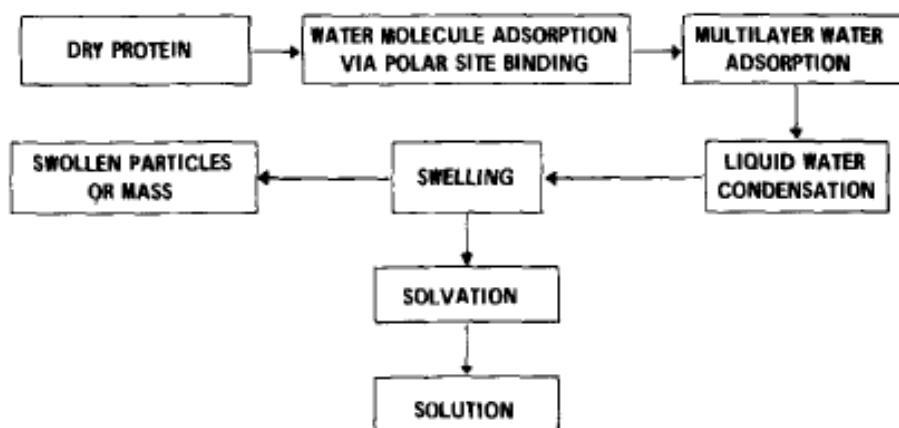 DRY PROTEIN
WATER MOLECULE ADSORPTION
VIA POLAR SITE BINDING
MULTILAYER WATER
ADSORPTION
SWOLLEN PARTICLES
OR MASS
SWELLING
LIQUID WATER
CONDENSATION
SOLVATION
SOLUTION